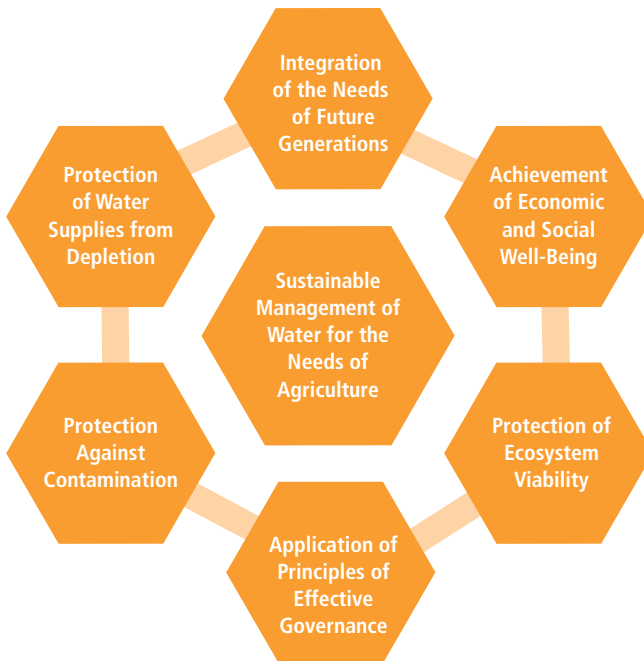 Integration
of the Needs
of Future
Generations
Achievement
of Economic
and Social
Well-Being
Protection
of Water
Supplies from
Depletion
Sustainable
Management of
Water for the
Needs of
Agriculture
Protection
Against
Contamination
Protection of
Ecosystem
Viability
Application of
Principles of
Effective
Governance